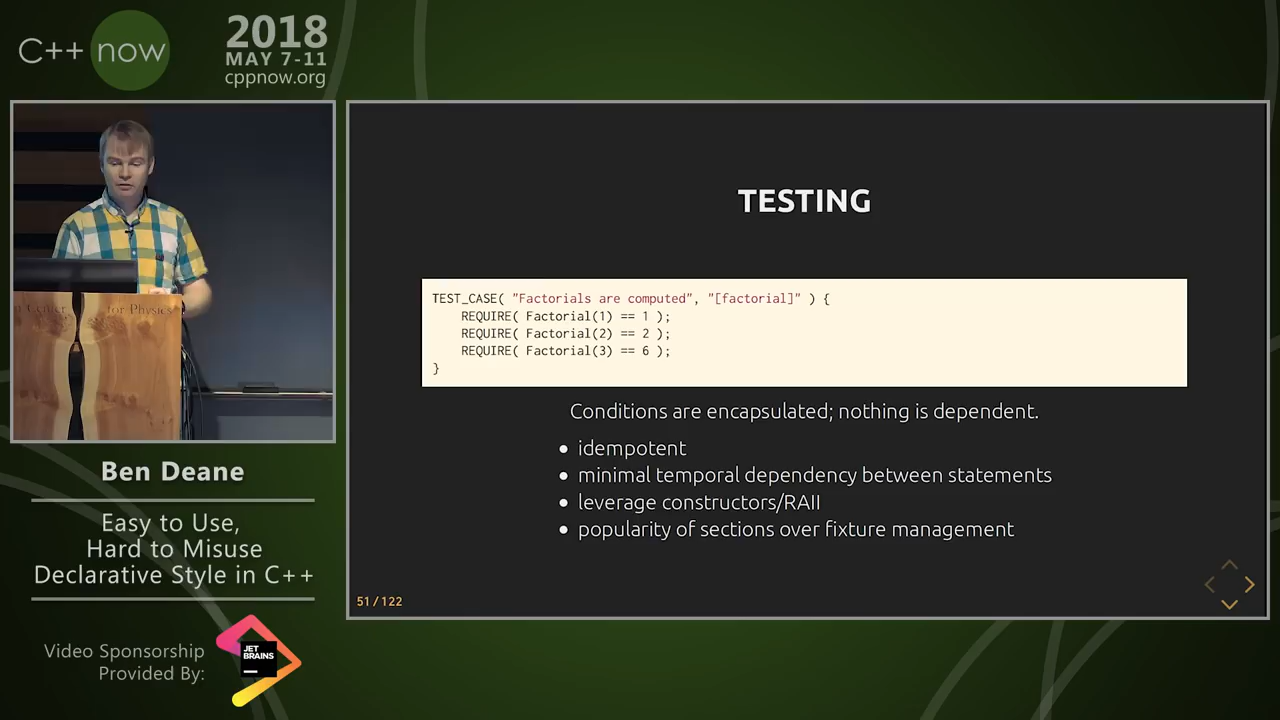 C++ now
2018
MAY 7-11
cppnow.org
Center
for Physics
Ben Deane
Easy to Use,
Hard to Misuse
Declarative Style in C++
Video Sponsorship
Provided By:
JET
BRAINS
TESTING
TEST_CASE( "Factorials are computed", "[factorial]" ) {
    REQUIRE( Factorial(1) == 1 );
    REQUIRE( Factorial(2) == 2 );
    REQUIRE( Factorial(3) == 6 );
}
Conditions are encapsulated; nothing is dependent.
• idempotent
• minimal temporal dependency between statements
• leverage constructors/RAII
• popularity of sections over fixture management
51 / 122